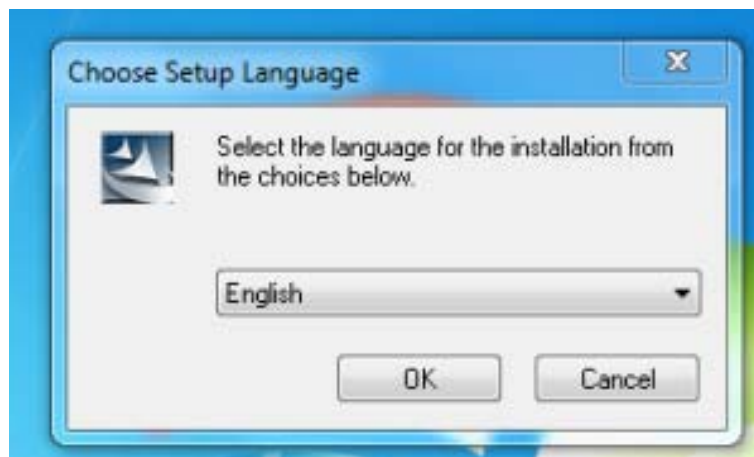 Choose Setup Language
Select the language for the installation from
the choices below.
English
OK
Cancel